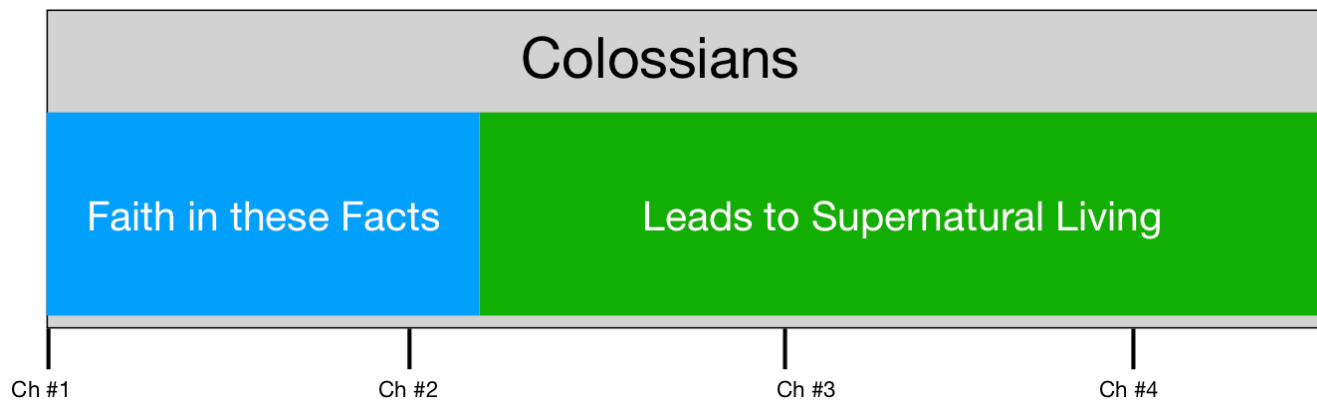 Colossians
Faith in these Facts
Leads to Supernatural Living
Ch #1
Ch #2
Ch #3
Ch #4